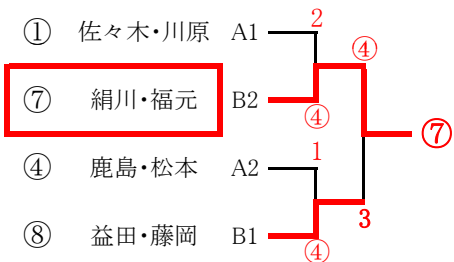 ① 佐々木・川原 A1 2
④
⑦ 絹川・福元 B2 ④
⑦
④ 鹿島・松本 A2 1
3
⑧ 益田・藤岡 B1 ④